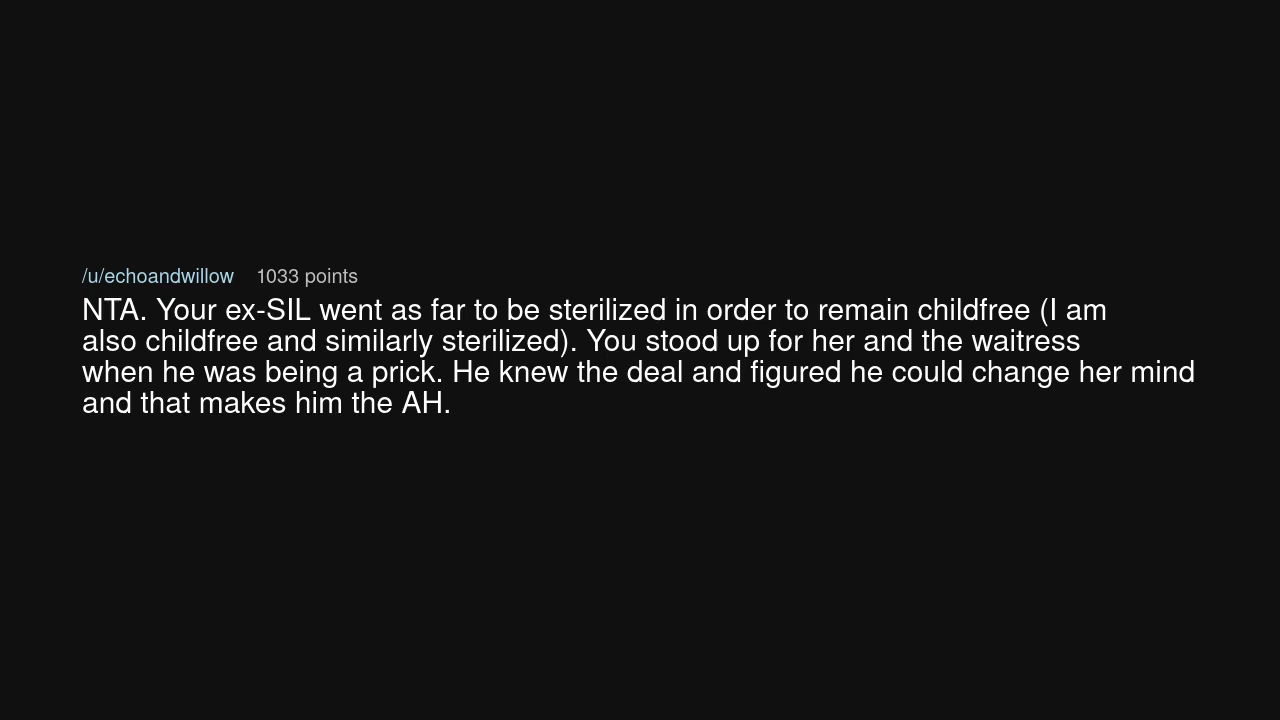 /u/echoandwillow 1033 points
NTA. Your ex-SIL went as far to be sterilized in order to remain childfree (I am
also childfree and similarly sterilized). You stood up for her and the waitress
when he was being a prick. He knew the deal and figured he could change her mind
and that makes him the AH.